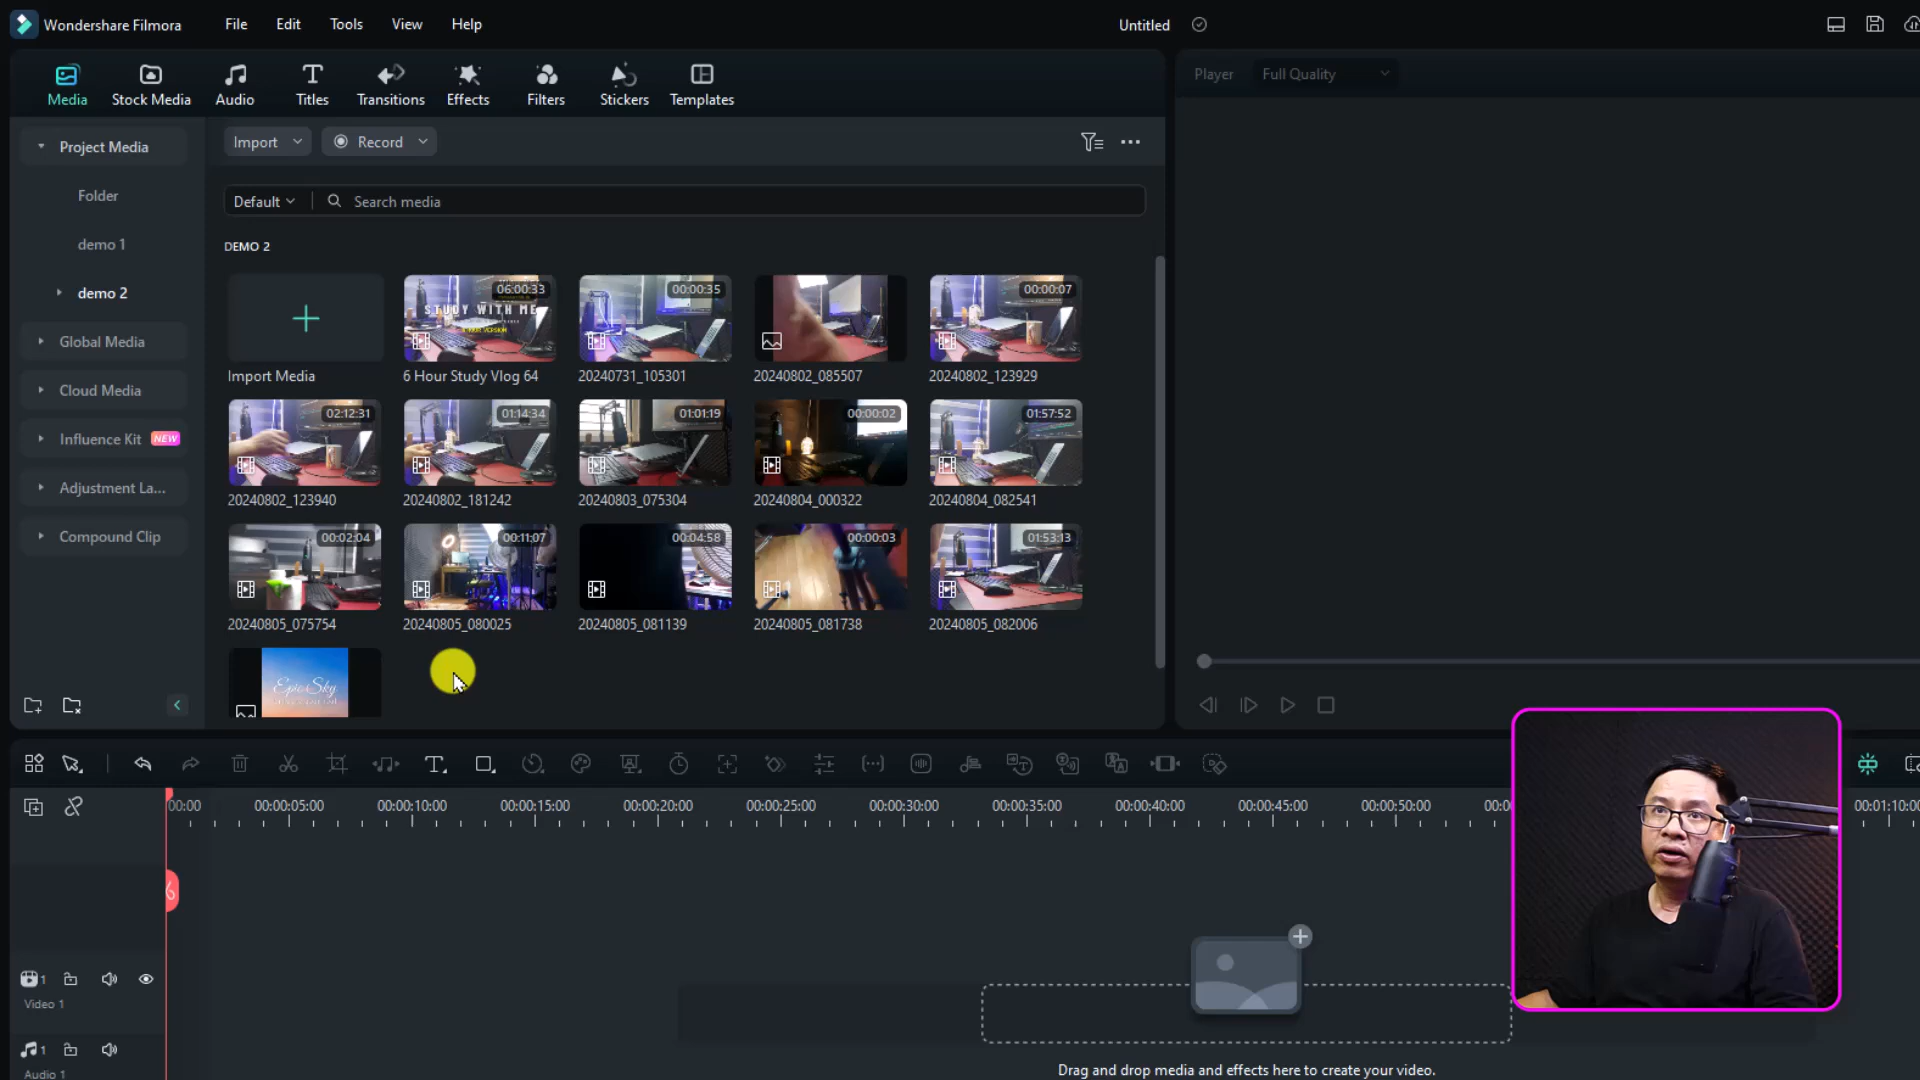 Wondershare Filmora
File
Edit
Tools
View
Help
Untitled
Media
Stock Media
Audio
Titles
Transitions
Effects
Filters
Stickers
Templates
Player
Full Quality
Project Media
Folder
demo 1
demo 2
Global Media
Cloud Media
Influence Kit NEW
Adjustment La...
Compound Clip
Import
Record
Default
Search media
DEMO 2
Import Media
06:00:33
STUDY WITH ME
6 Hour Study Vlog 64
00:00:35
20240731_105301
20240802_085507
00:00:07
20240802_123929
02:12:31
20240802_123940
01:14:34
20240802_181242
01:01:19
20240803_075304
00:00:02
20240804_000322
01:57:52
20240804_082541
00:02:04
20240805_075754
00:11:07
20240805_080025
00:04:58
20240805_081139
00:00:03
20240805_081738
01:53:13
20240805_082006
Epic Sky
00:00
00:00:05:00
00:00:10:00
00:00:15:00
00:00:20:00
00:00:25:00
00:00:30:00
00:00:35:00
00:00:40:00
00:00:45:00
00:00:50:00
00:0
00:01:10:00
1
Video 1
1
Audio 1
Drag and drop media and effects here to create your video.